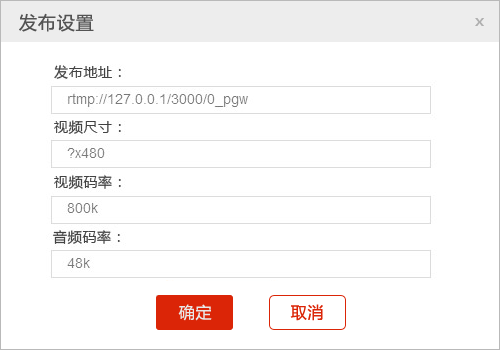 发布设置
x
发布地址：
rtmp://127.0.0.1/3000/0_pgw
视频尺寸：
?x480
视频码率：
800k
音频码率：
48k
确定
取消